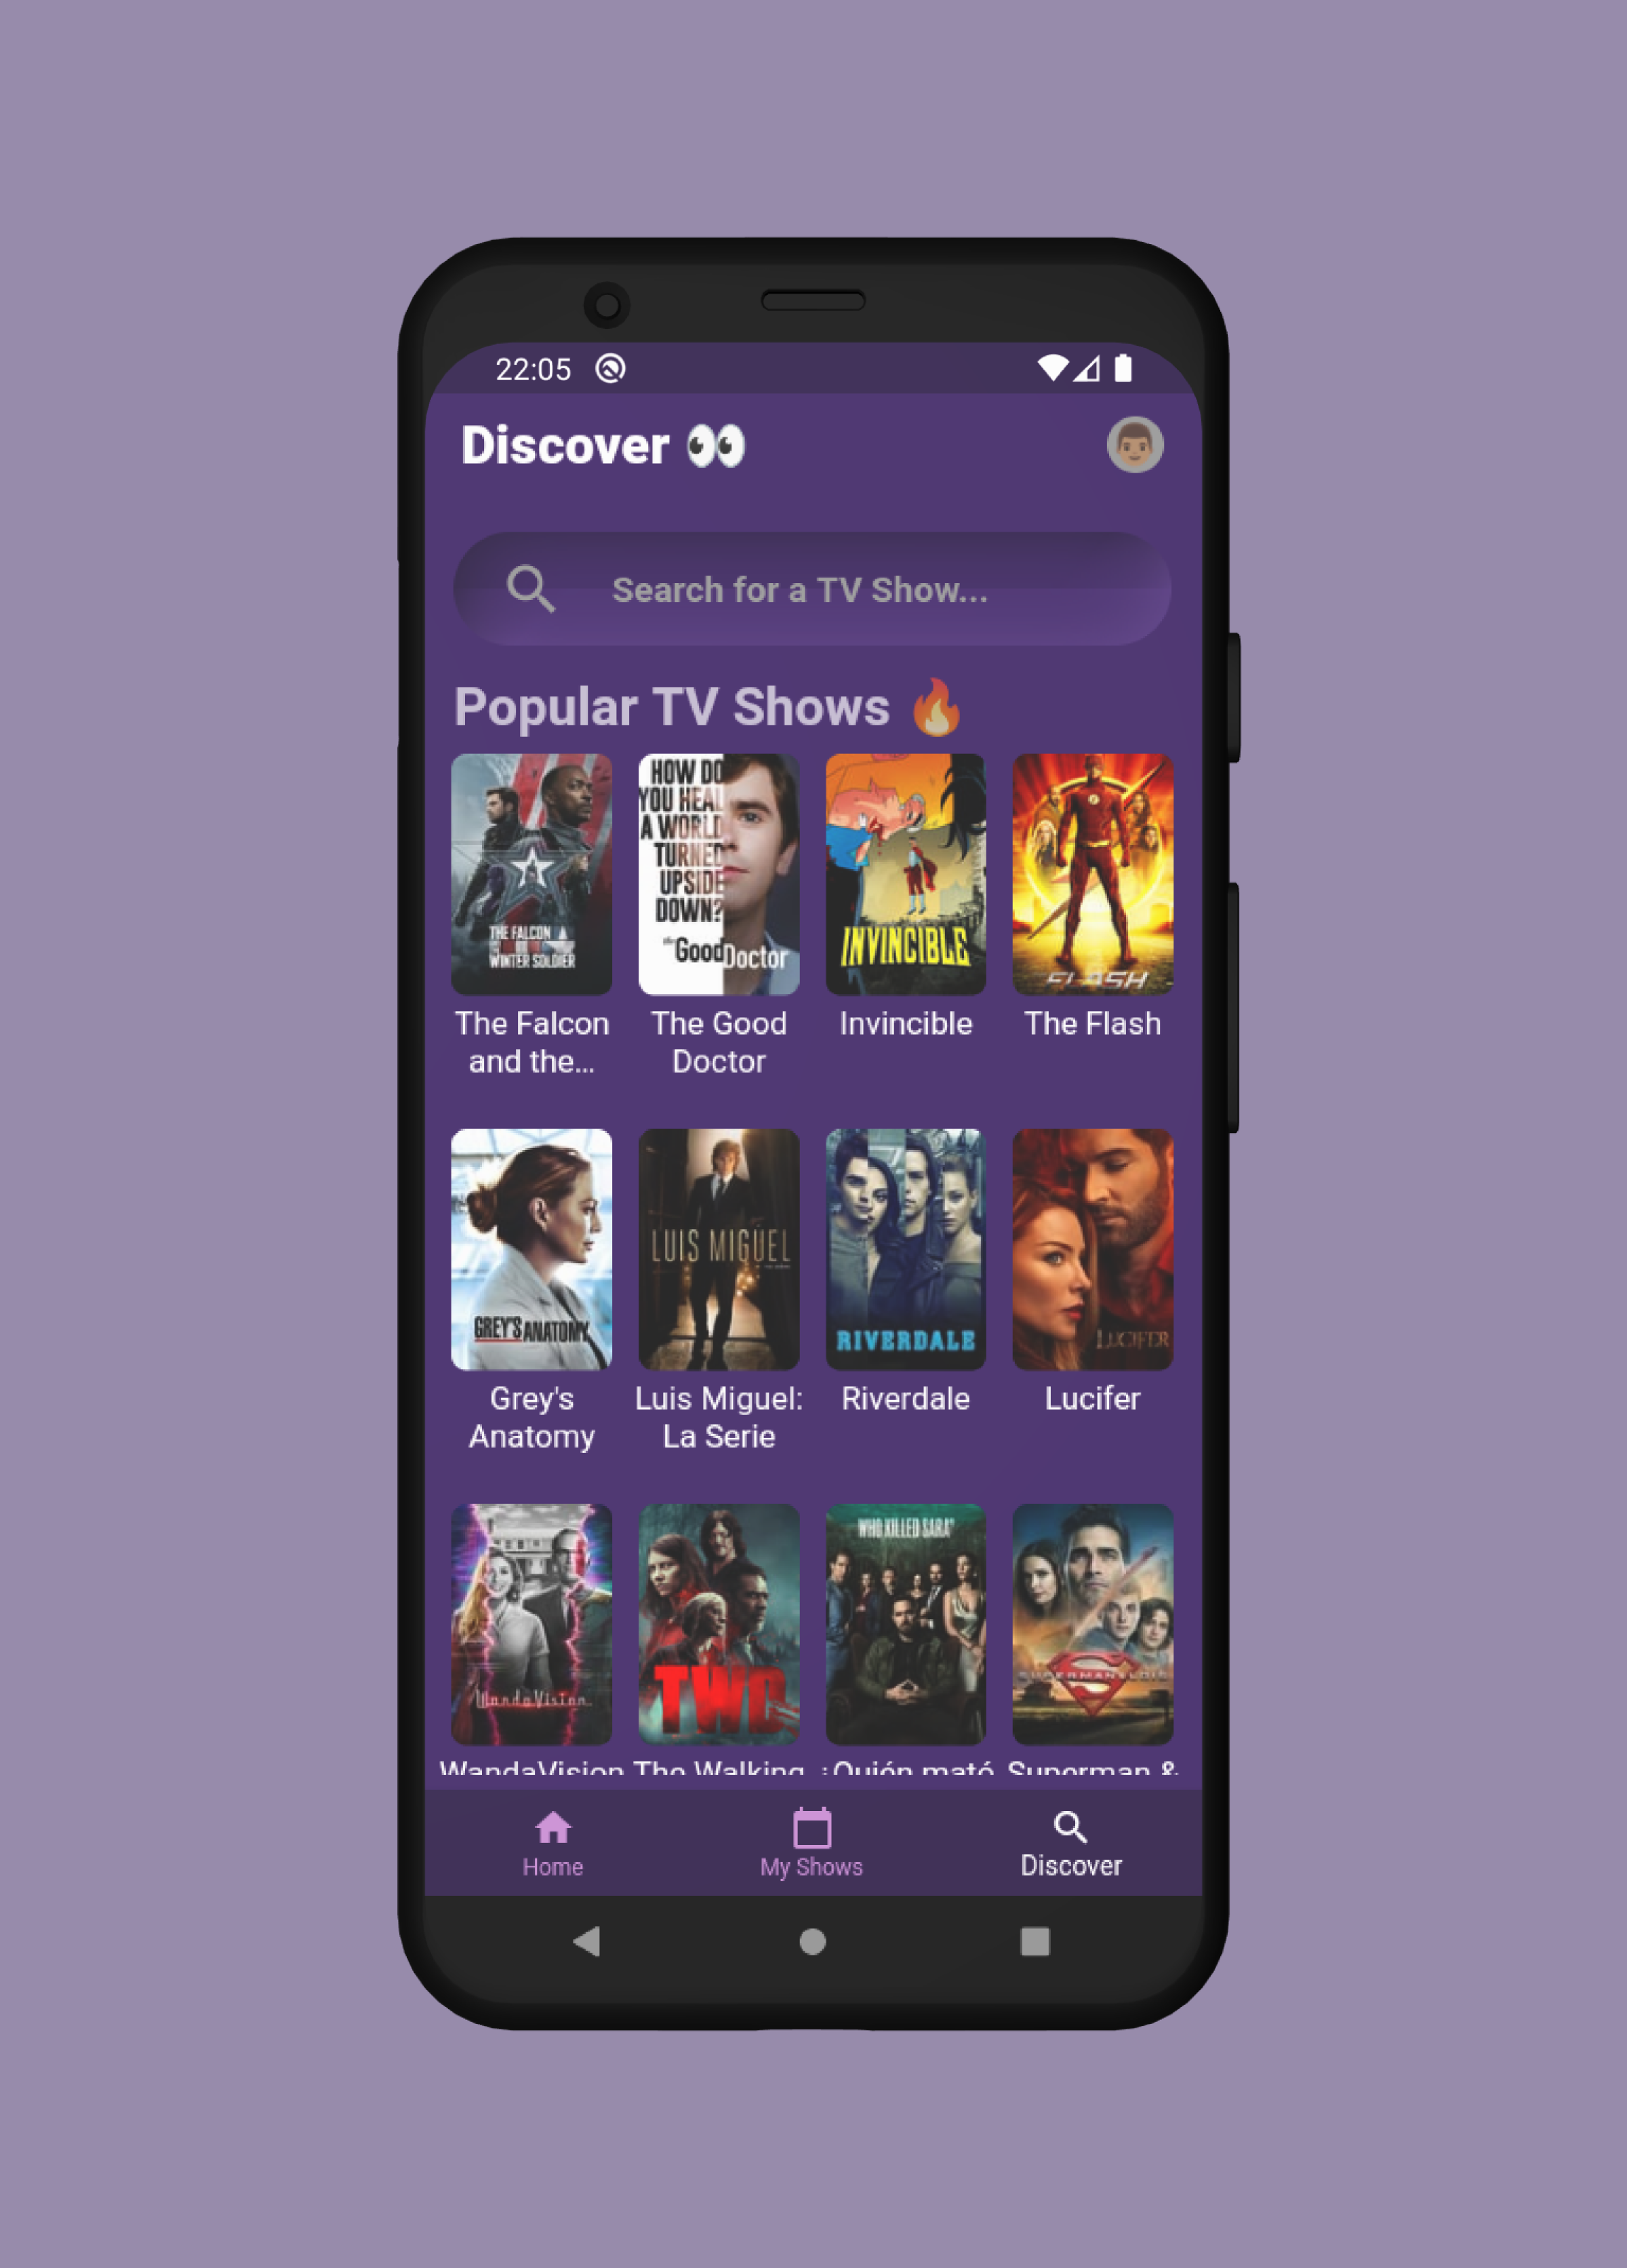 22:05
Discover 👀
Search for a TV Show...
Popular TV Shows 🔥
THE FALCON
WINTER SOLDIER
HOW DO
YOU HEAL
A WORLD
TURNED
UPSIDE
DOWN?
the Good Doctor
INVINCIBLE
FLASH
The Falcon
and the...
The Good
Doctor
Invincible
The Flash
GREY'S ANATOMY
LUIS MIGUEL
RIVERDALE
LUCIFER
Grey's
Anatomy
Luis Miguel:
La Serie
Riverdale
Lucifer
WandaVision
TWD
WHO KILLED SARA?
SUPERMAN & LOIS
WandaVision
The Walking
¿Quién mató
Superman &
Home
My Shows
Discover